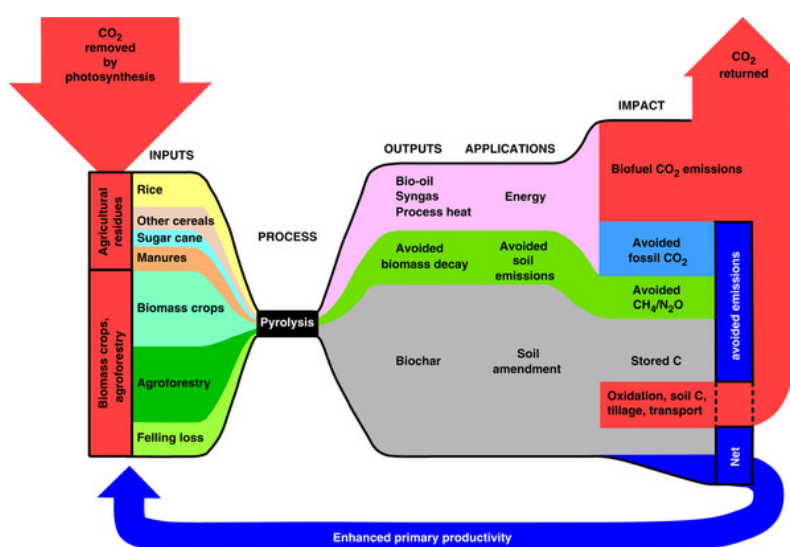 CO2
removed
by
photosynthesis
CO2
returned
IMPACT
INPUTS
OUTPUTS
APPLICATIONS
PROCESS
Agricultural
residues
Rice
Other cereals
Sugar cane
Manures
Biomass crops,
agroforestry
Biomass crops
Agroforestry
Felling loss
Pyrolysis
Bio-oil
Syngas
Process heat
Energy
Avoided
biomass decay
Avoided
soil
emissions
Biochar
Soil
amendment
Biofuel CO2 emissions
Avoided
fossil CO2
Avoided
CH4/N2O
Stored C
Oxidation, soil C,
tillage, transport
Net
avoided emissions
Enhanced primary productivity